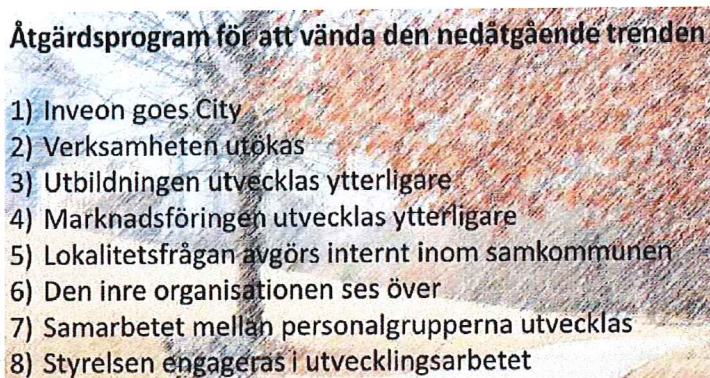 Åtgärdsprogram för att vända den nedåtgående trenden
1) Inveon goes City
2) Verksamheten utökas
3) Utbildningen utvecklas ytterligare
4) Marknadsföringen utvecklas ytterligare
5) Lokalitetsfrågan avgörs internt inom samkommunen
6) Den inre organisationen ses över
7) Samarbetet mellan personalgrupperna utvecklas
8) Styrelsen engageras i utvecklingsarbetet